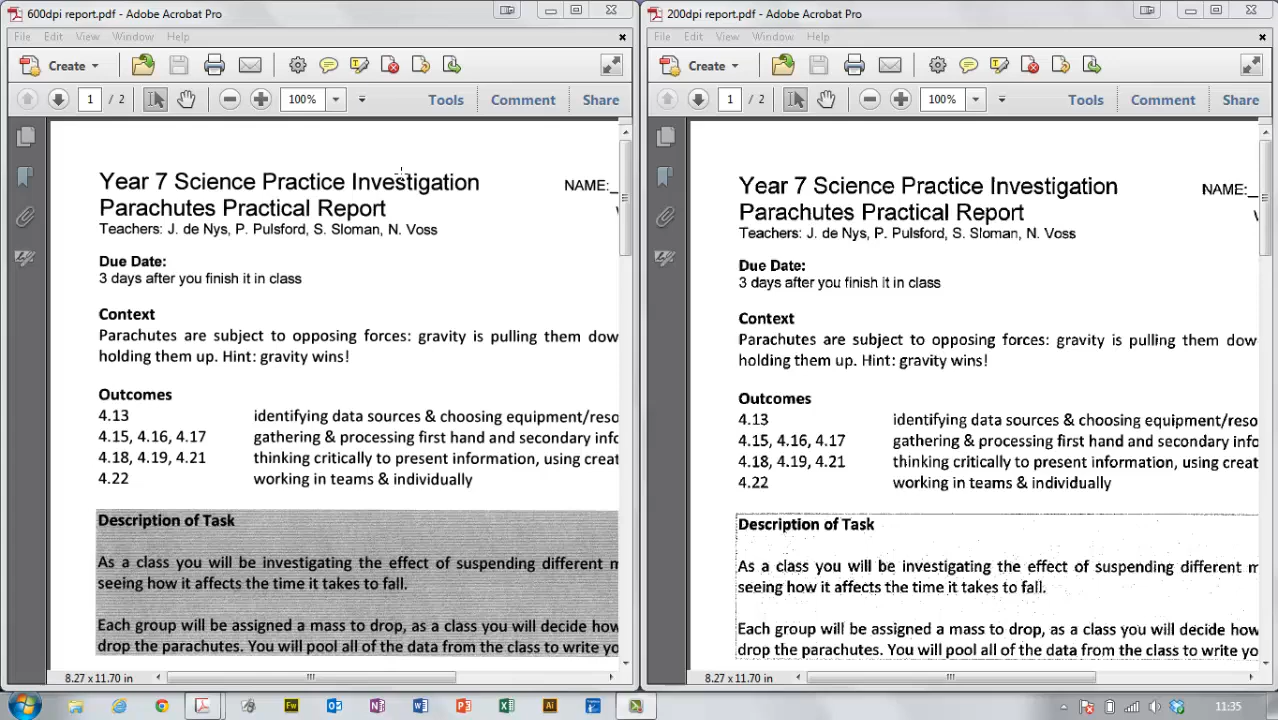 600dpi report.pdf - Adobe Acrobat Pro
File Edit View Window Help
Create
1 / 2
100%
Tools
Comment
Share
Year 7 Science Practice Investigation
NAME:_
Parachutes Practical Report
Teachers: J. de Nys, P. Pulsford, S. Sloman, N. Voss
Due Date:
3 days after you finish it in class
Context
Parachutes are subject to opposing forces: gravity is pulling them dow
holding them up. Hint: gravity wins!
Outcomes
4.13 identifying data sources & choosing equipment/reso
4.15, 4.16, 4.17 gathering & processing first hand and secondary info
4.18, 4.19, 4.21 thinking critically to present information, using creat
4.22 working in teams & individually
Description of Task
As a class you will be investigating the effect of suspending different m
seeing how it affects the time it takes to fall.
Each group will be assigned a mass to drop, as a class you will decide how
drop the parachutes. You will pool all of the data from the class to write yo
8.27 x 11.70 in
200dpi report.pdf - Adobe Acrobat Pro
File Edit View Window Help
Create
1 / 2
100%
Tools
Comment
Share
Year 7 Science Practice Investigation
NAME:_
Parachutes Practical Report
Teachers: J. de Nys, P. Pulsford, S. Sloman, N. Voss
Due Date:
3 days after you finish it in class
Context
Parachutes are subject to opposing forces: gravity is pulling them dow
holding them up. Hint: gravity wins!
Outcomes
4.13 identifying data sources & choosing equipment/reso
4.15, 4.16, 4.17 gathering & processing first hand and secondary info
4.18, 4.19, 4.21 thinking critically to present information, using creat
4.22 working in teams & individually
Description of Task
As a class you will be investigating the effect of suspending different m
seeing how it affects the time it takes to fall.
Each group will be assigned a mass to drop, as a class you will decide how
drop the parachutes. You will pool all of the data from the class to write yo
8.27 x 11.70 in
Fw
Ai
11:35